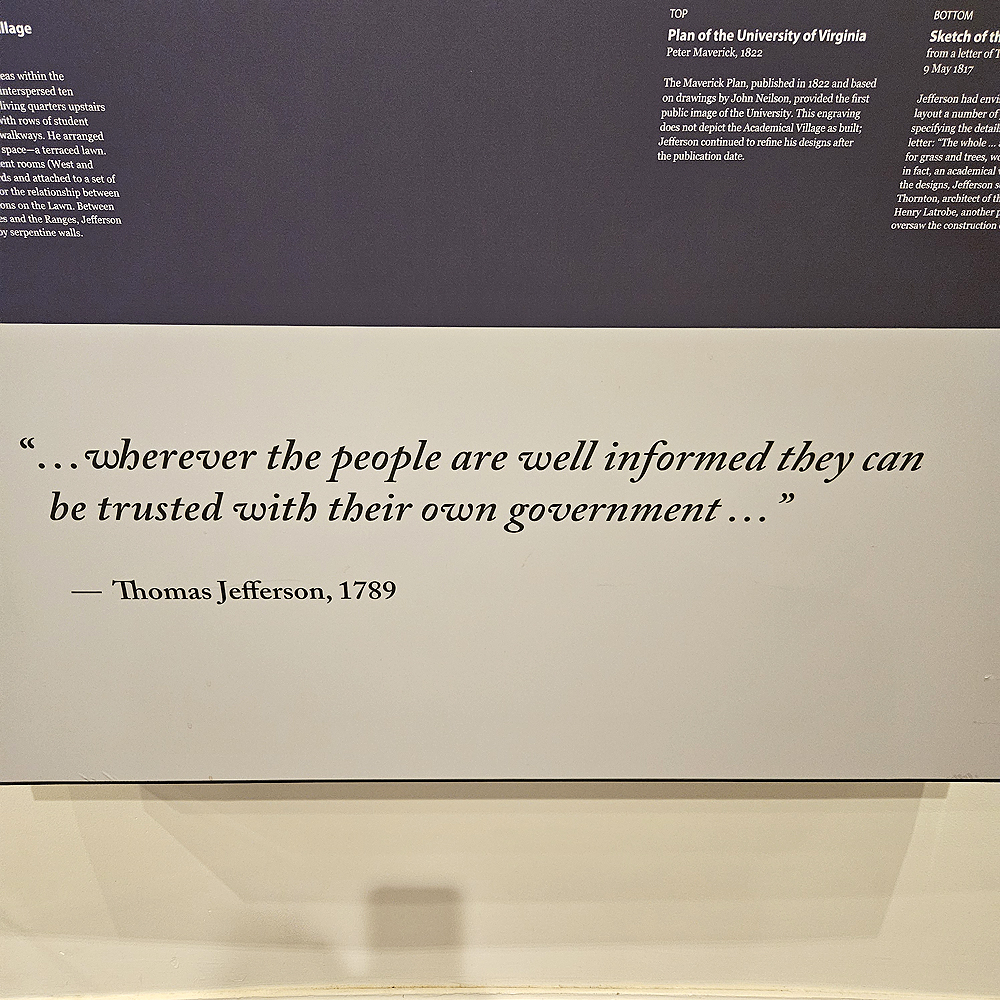 llage
eas within the
interspersed ten
living quarters upstairs
with rows of student
walkways. He arranged
space—a terraced lawn.
ent rooms (West and
rds and attached to a set of
or the relationship between
ons on the Lawn. Between
es and the Ranges, Jefferson
by serpentine walls.
TOP
Plan of the University of Virginia
Peter Maverick, 1822
The Maverick Plan, published in 1822 and based
on drawings by John Neilson, provided the first
public image of the University. This engraving
does not depict the Academical Village as built;
Jefferson continued to refine his designs after
the publication date.
BOTTOM
Sketch of th
from a letter of T
9 May 1817
Jefferson had envi
layout a number of
specifying the detail
letter: “The whole ...
for grass and trees, wo
in fact, an academical v
the designs, Jefferson s
Thornton, architect of th
Henry Latrobe, another p
oversaw the construction
“...wherever the people are well informed they can
be trusted with their own government ...”
— Thomas Jefferson, 1789